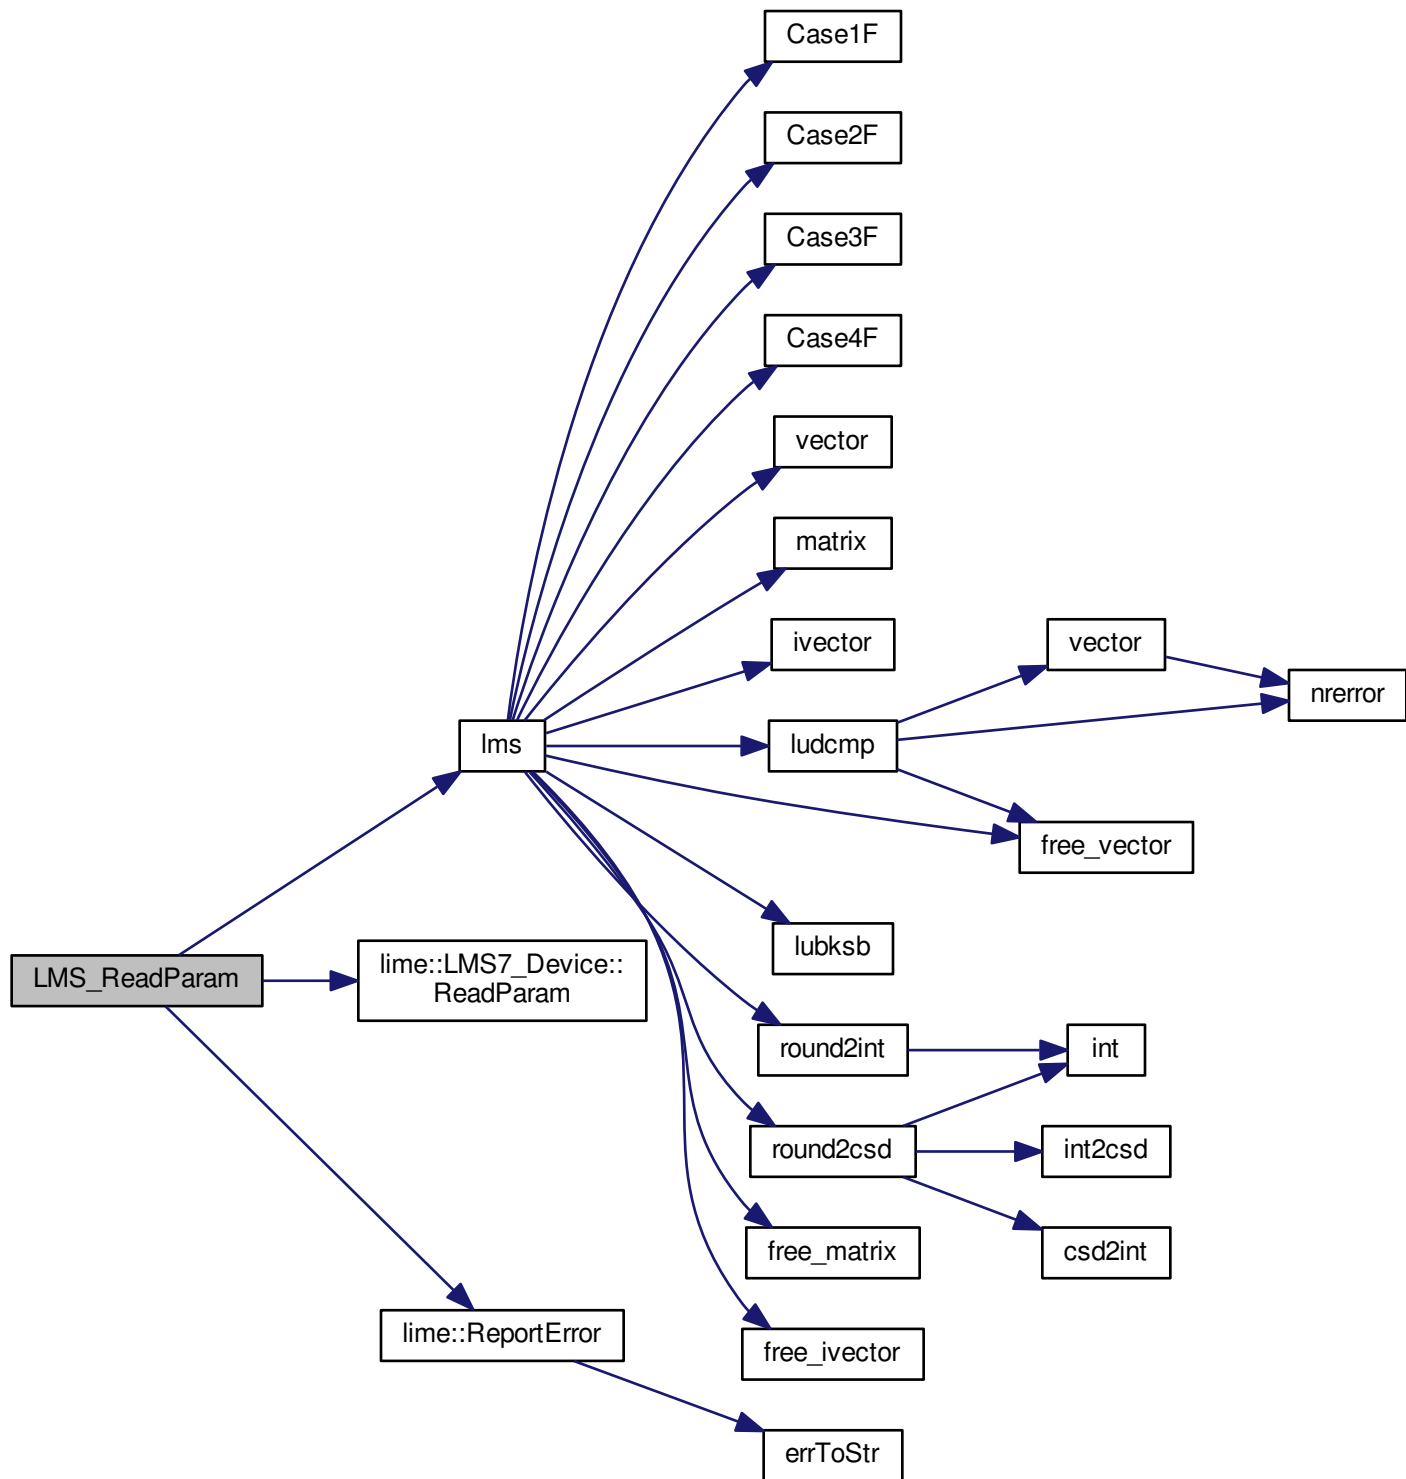 Case1F
Case2F
Case3F
Case4F
vector
matrix
ivector
vector
nrerror
lms
ludcmp
free_vector
lubksb
LMS_ReadParam
lime::LMS7_Device::
ReadParam
round2int
int
round2csd
int2csd
free_matrix
csd2int
lime::ReportError
free_ivector
errToStr